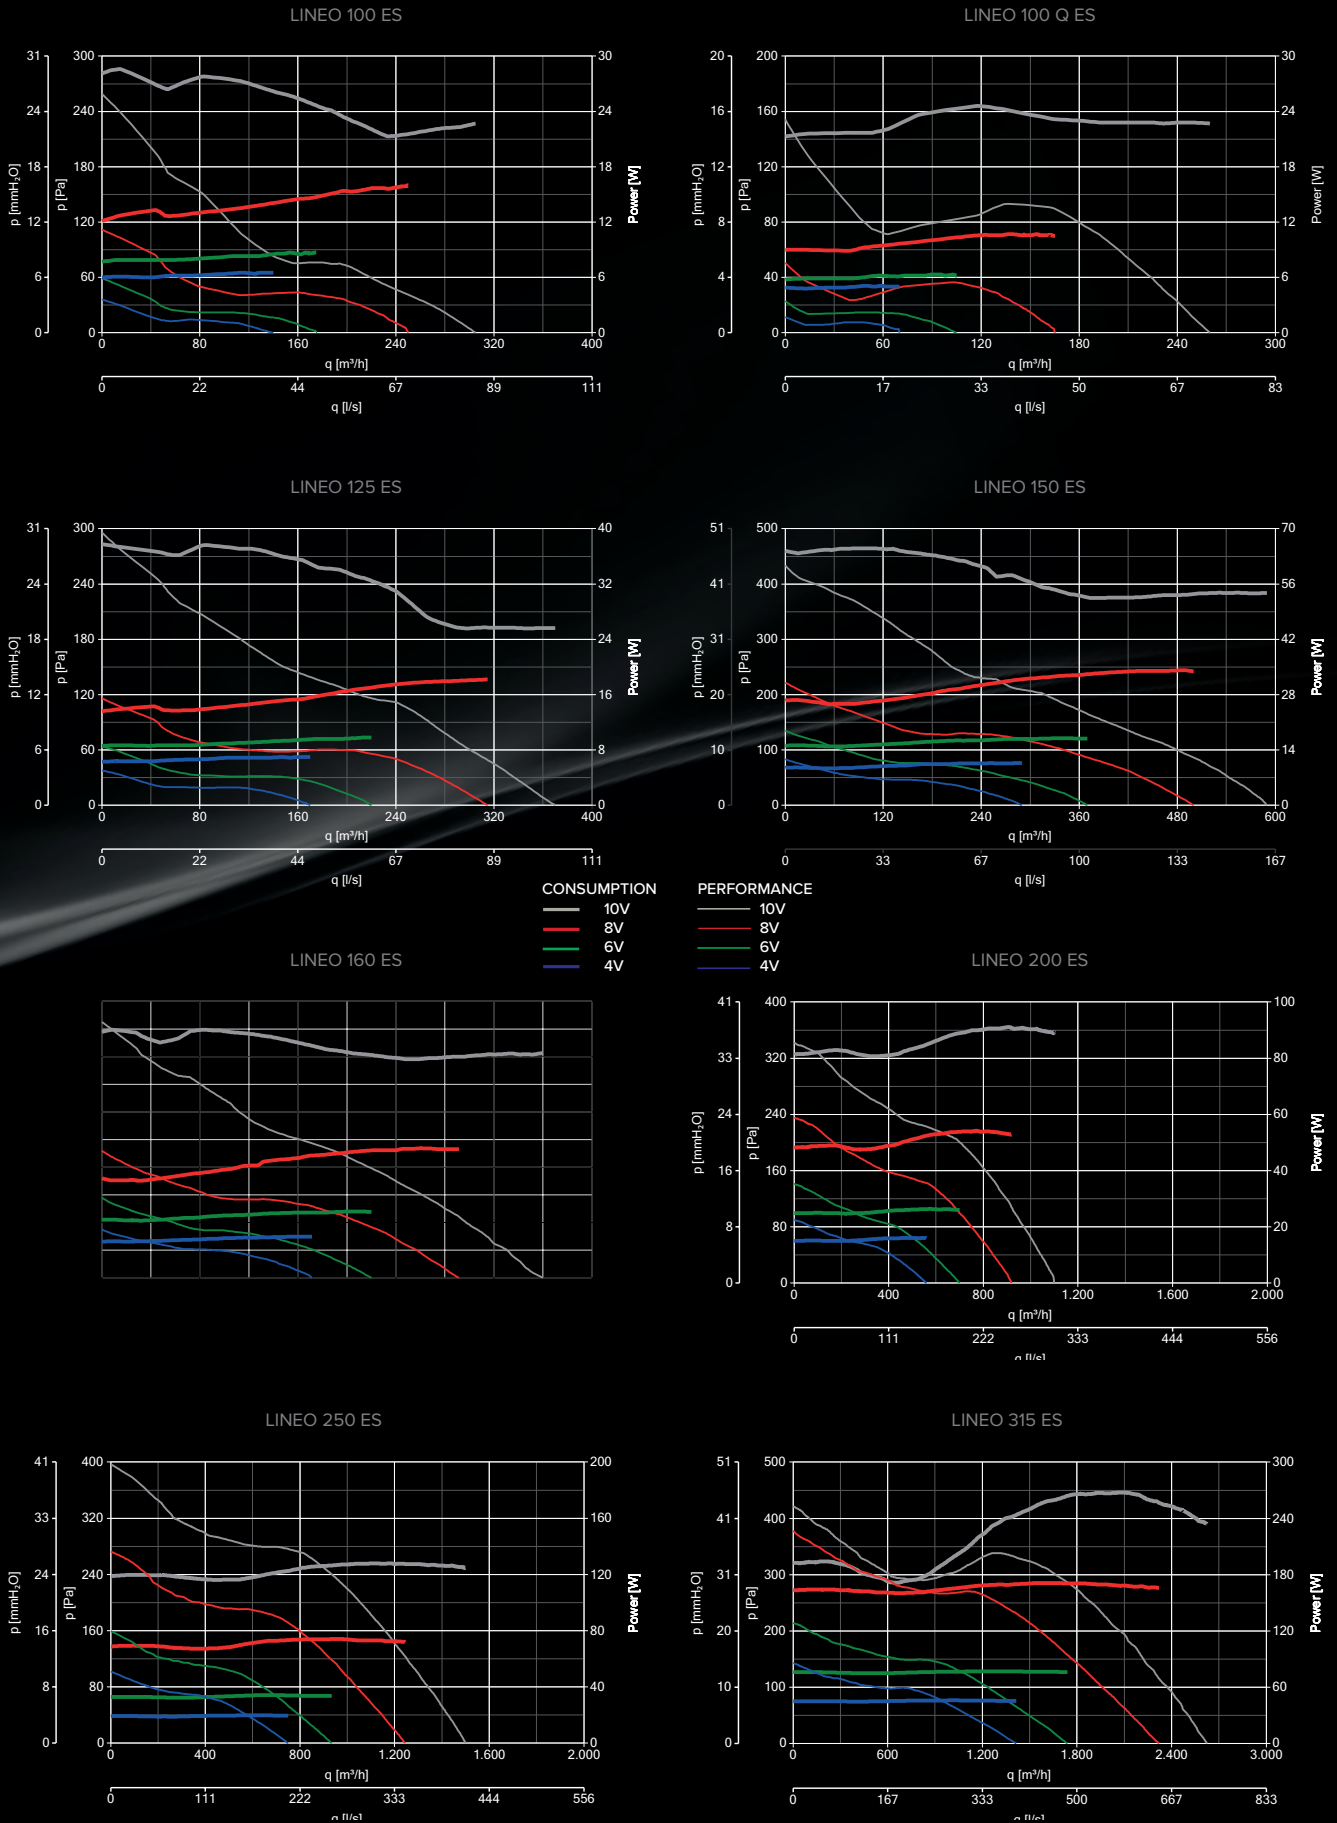 LINEO 100 ES
31 300 30
24 240 24
18 180 18
12 120 12
6 60 6
0 0 0
p [mmH₂O]
p [Pa]
Power [W]
0 80 160 240 320 400
q [m³/h]
0 22 44 67 89 111
q [l/s]
LINEO 100 Q ES
20 200 30
16 160 24
12 120 18
8 80 12
4 40 6
0 0 0
p [mmH₂O]
p [Pa]
Power [W]
0 60 120 180 240 300
q [m³/h]
0 17 33 50 67 83
q [l/s]
LINEO 125 ES
31 300 40
24 240 32
18 180 24
12 120 16
6 60 8
0 0 0
p [mmH₂O]
p [Pa]
Power [W]
0 80 160 240 320 400
q [m³/h]
0 22 44 67 89 111
q [l/s]
LINEO 150 ES
51 500 70
41 400 56
31 300 42
20 200 28
10 100 14
0 0 0
p [mmH₂O]
p [Pa]
Power [W]
0 120 240 360 480 600
q [m³/h]
0 33 67 100 133 167
q [l/s]
CONSUMPTION PERFORMANCE
10V 10V
8V 8V
6V 6V
4V 4V
LINEO 160 ES
LINEO 200 ES
41 400 100
33 320 80
24 240 60
16 160 40
8 80 20
0 0 0
p [mmH₂O]
p [Pa]
Power [W]
0 400 800 1.200 1.600 2.000
q [m³/h]
0 111 222 333 444 556
q [l/s]
LINEO 250 ES
41 400 200
33 320 160
24 240 120
16 160 80
8 80 40
0 0 0
p [mmH₂O]
p [Pa]
Power [W]
0 400 800 1.200 1.600 2.000
q [m³/h]
0 111 222 333 444 556
q [l/s]
LINEO 315 ES
51 500 300
41 400 240
31 300 180
20 200 120
10 100 60
0 0 0
p [mmH₂O]
p [Pa]
Power [W]
0 600 1.200 1.800 2.400 3.000
q [m³/h]
0 167 333 500 667 833
q [l/s]